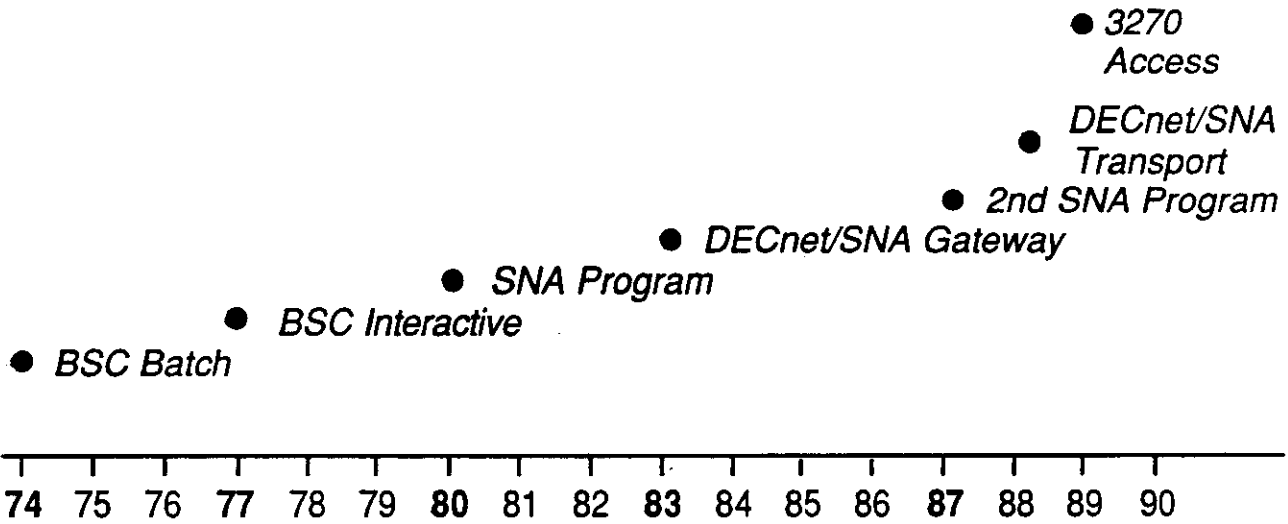 3270
Access
DECnet/SNA
Transport
2nd SNA Program
DECnet/SNA Gateway
SNA Program
BSC Interactive
BSC Batch
74 75 76 77 78 79 80 81 82 83 84 85 86 87 88 89 90